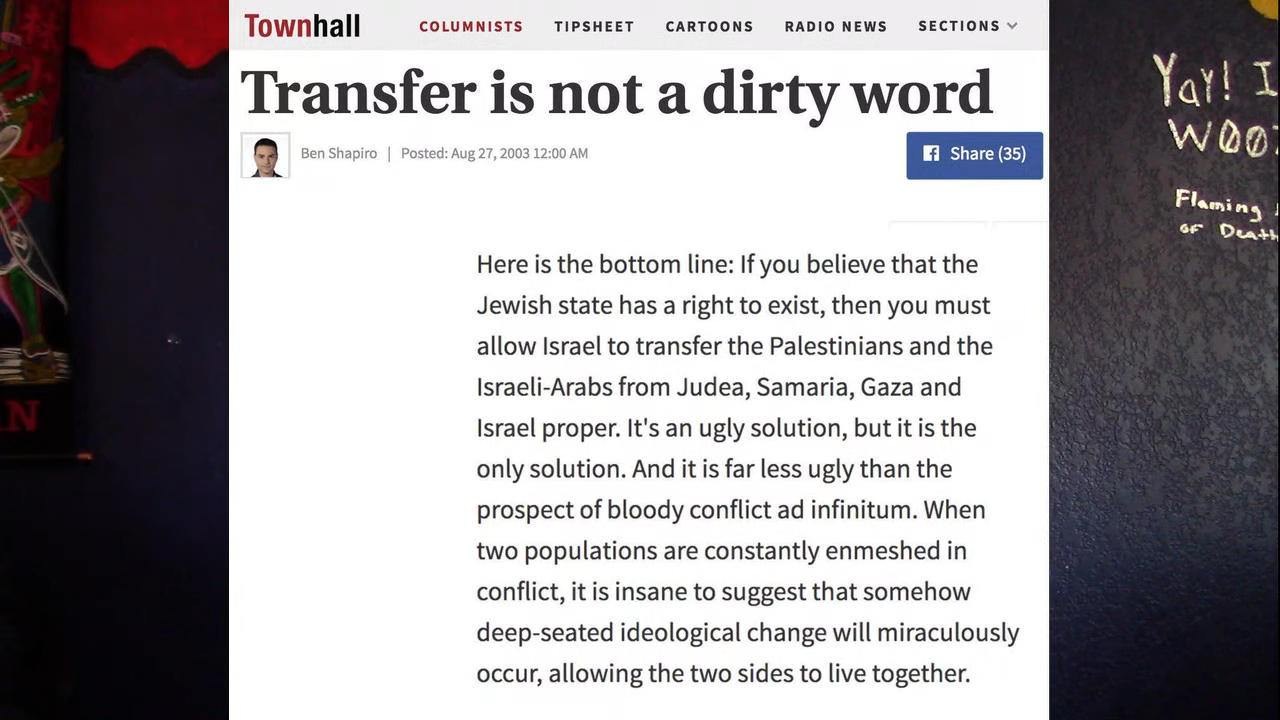 Townhall COLUMNISTS TIPSHEET CARTOONS RADIO NEWS SECTIONS
Transfer is not a dirty word
Ben Shapiro | Posted: Aug 27, 2003 12:00 AM
Share (35)
Here is the bottom line: If you believe that the
Jewish state has a right to exist, then you must
allow Israel to transfer the Palestinians and the
Israeli-Arabs from Judea, Samaria, Gaza and
Israel proper. It's an ugly solution, but it is the
only solution. And it is far less ugly than the
prospect of bloody conflict ad infinitum. When
two populations are constantly enmeshed in
conflict, it is insane to suggest that somehow
deep-seated ideological change will miraculously
occur, allowing the two sides to live together.
Yay! I
Flaming
of Death